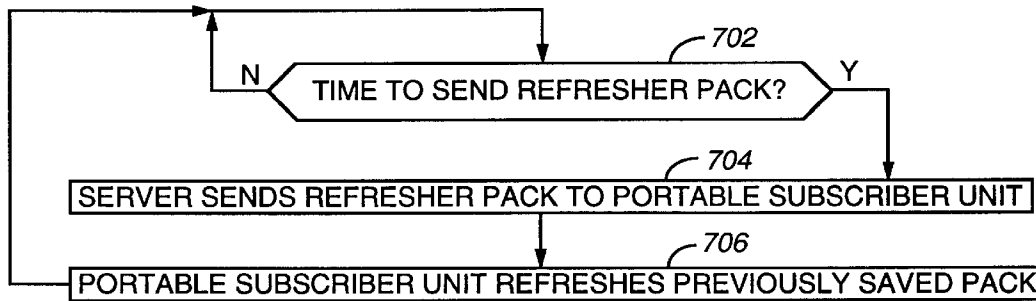 702
N
TIME TO SEND REFRESHER PACK?
Y
704
SERVER SENDS REFRESHER PACK TO PORTABLE SUBSCRIBER UNIT
706
PORTABLE SUBSCRIBER UNIT REFRESHES PREVIOUSLY SAVED PACK